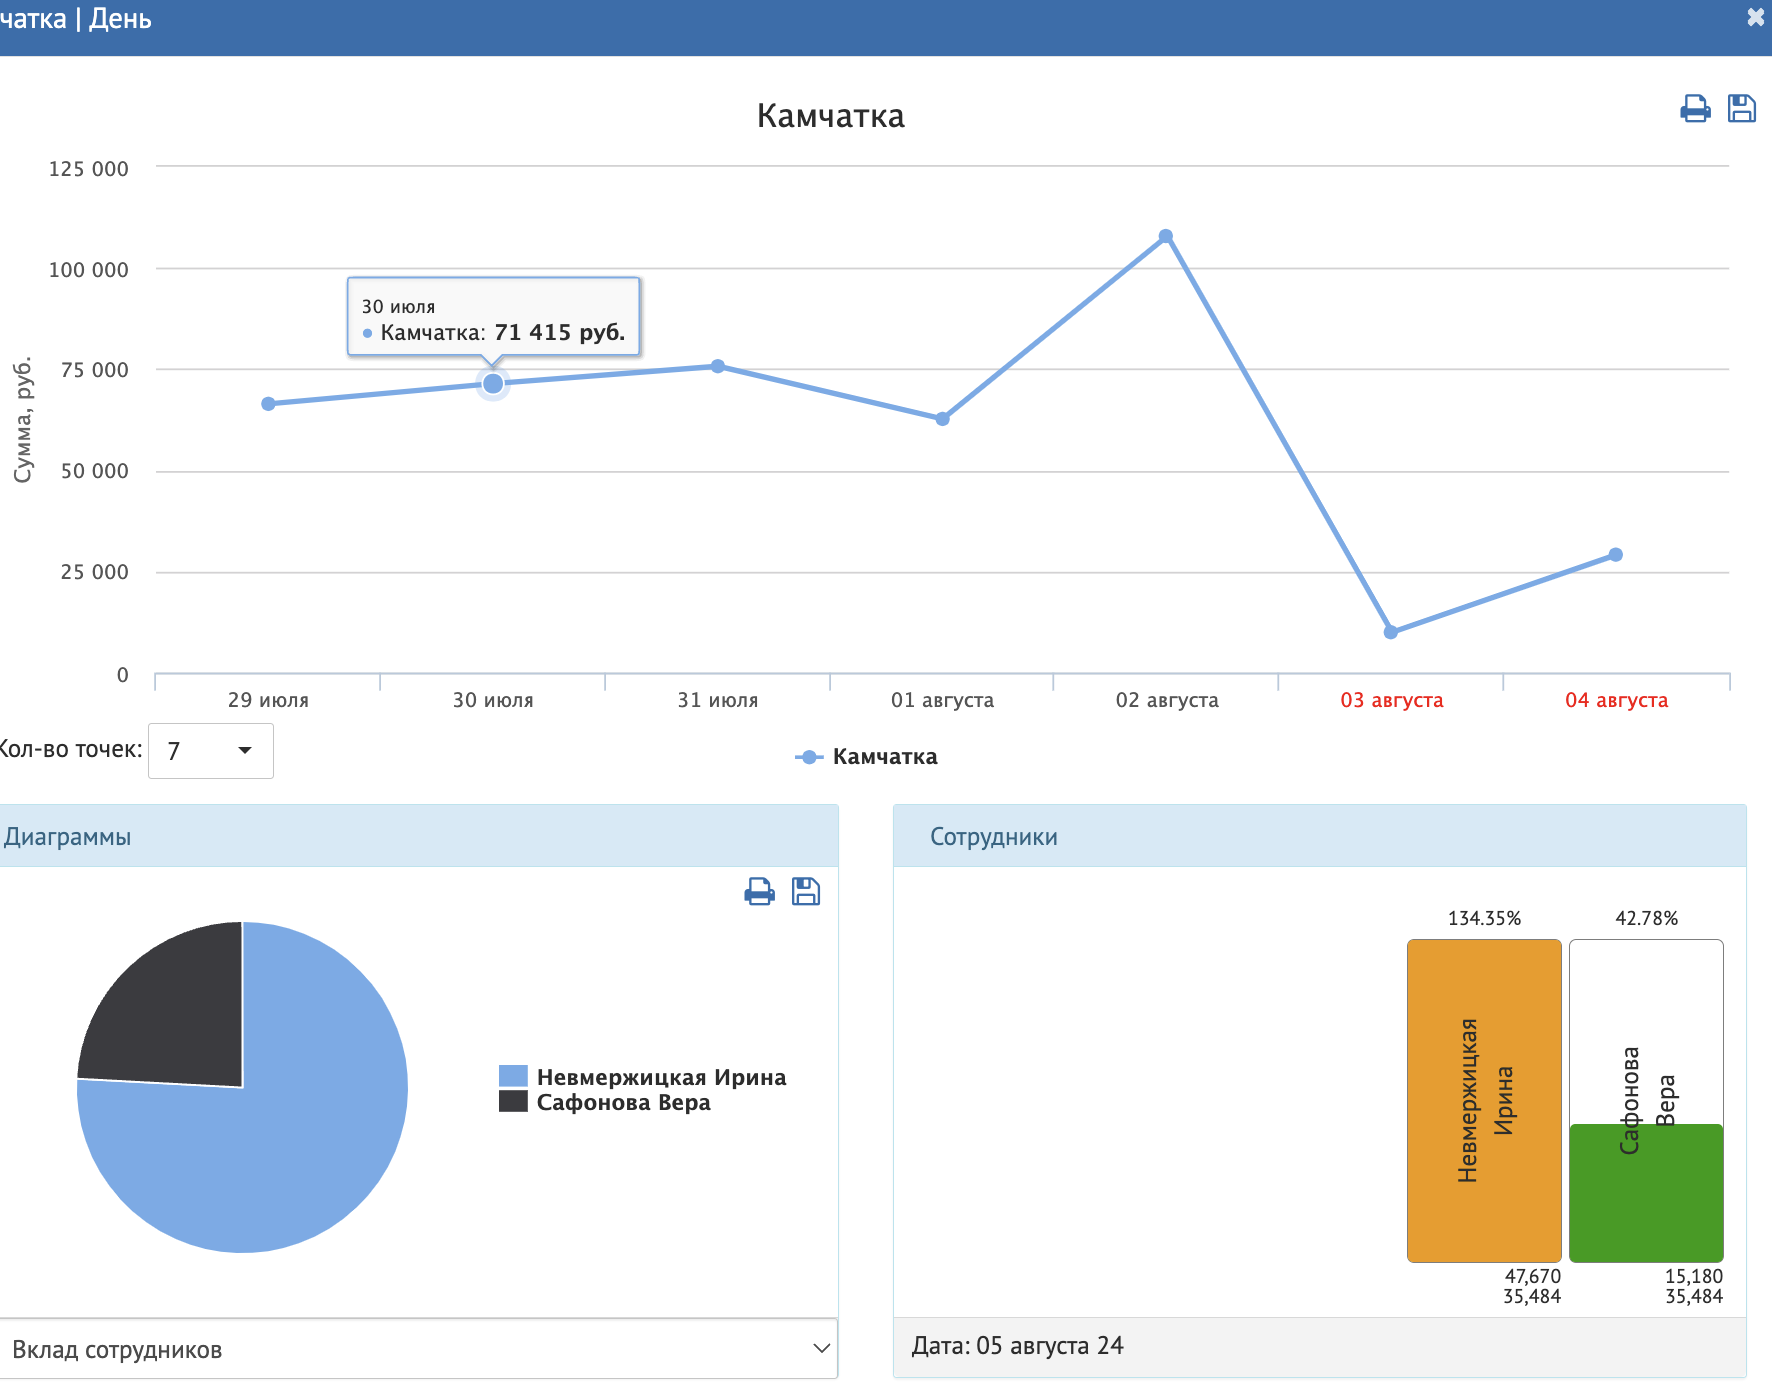 чатка | День
Камчатка
125 000
100 000
75 000
50 000
25 000
0
Сумма, руб.
30 июля
Камчатка: 71 415 руб.
29 июля
30 июля
31 июля
01 августа
02 августа
03 августа
04 августа
Кол-во точек: 7
Камчатка
Диаграммы
Невмержицкая Ирина
Сафонова Вера
Вклад сотрудников
Сотрудники
134.35%
42.78%
Невмержицкая
Ирина
Сафонова
Вера
47,670
35,484
15,180
35,484
Дата: 05 августа 24